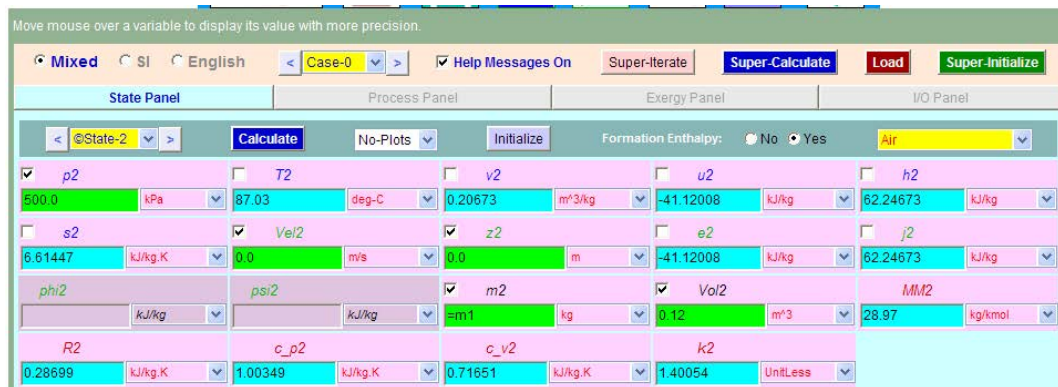 Move mouse over a variable to display its value with more precision.
Mixed SI English < Case-0 > Help Messages On Super-Iterate Super-Calculate Load Super-Initialize
State Panel Process Panel Exergy Panel I/O Panel
< ©State-2 > Calculate No-Plots Initialize Formation Enthalpy: No Yes Air
p2 T2 v2 u2 h2
500.0 kPa 87.03 deg-C 0.20673 m^3/kg -41.12008 kJ/kg 62.24673 kJ/kg
s2 Vel2 z2 e2 j2
6.61447 kJ/kg.K 0.0 m/s 0.0 m -41.12008 kJ/kg 62.24673 kJ/kg
phi2 psi2 m2 Vol2 MM2
kJ/kg kJ/kg =m1 kg 0.12 m^3 28.97 kg/kmol
R2 c_p2 c_v2 k2
0.28699 kJ/kg.K 1.00349 kJ/kg.K 0.71651 kJ/kg.K 1.40054 UnitLess